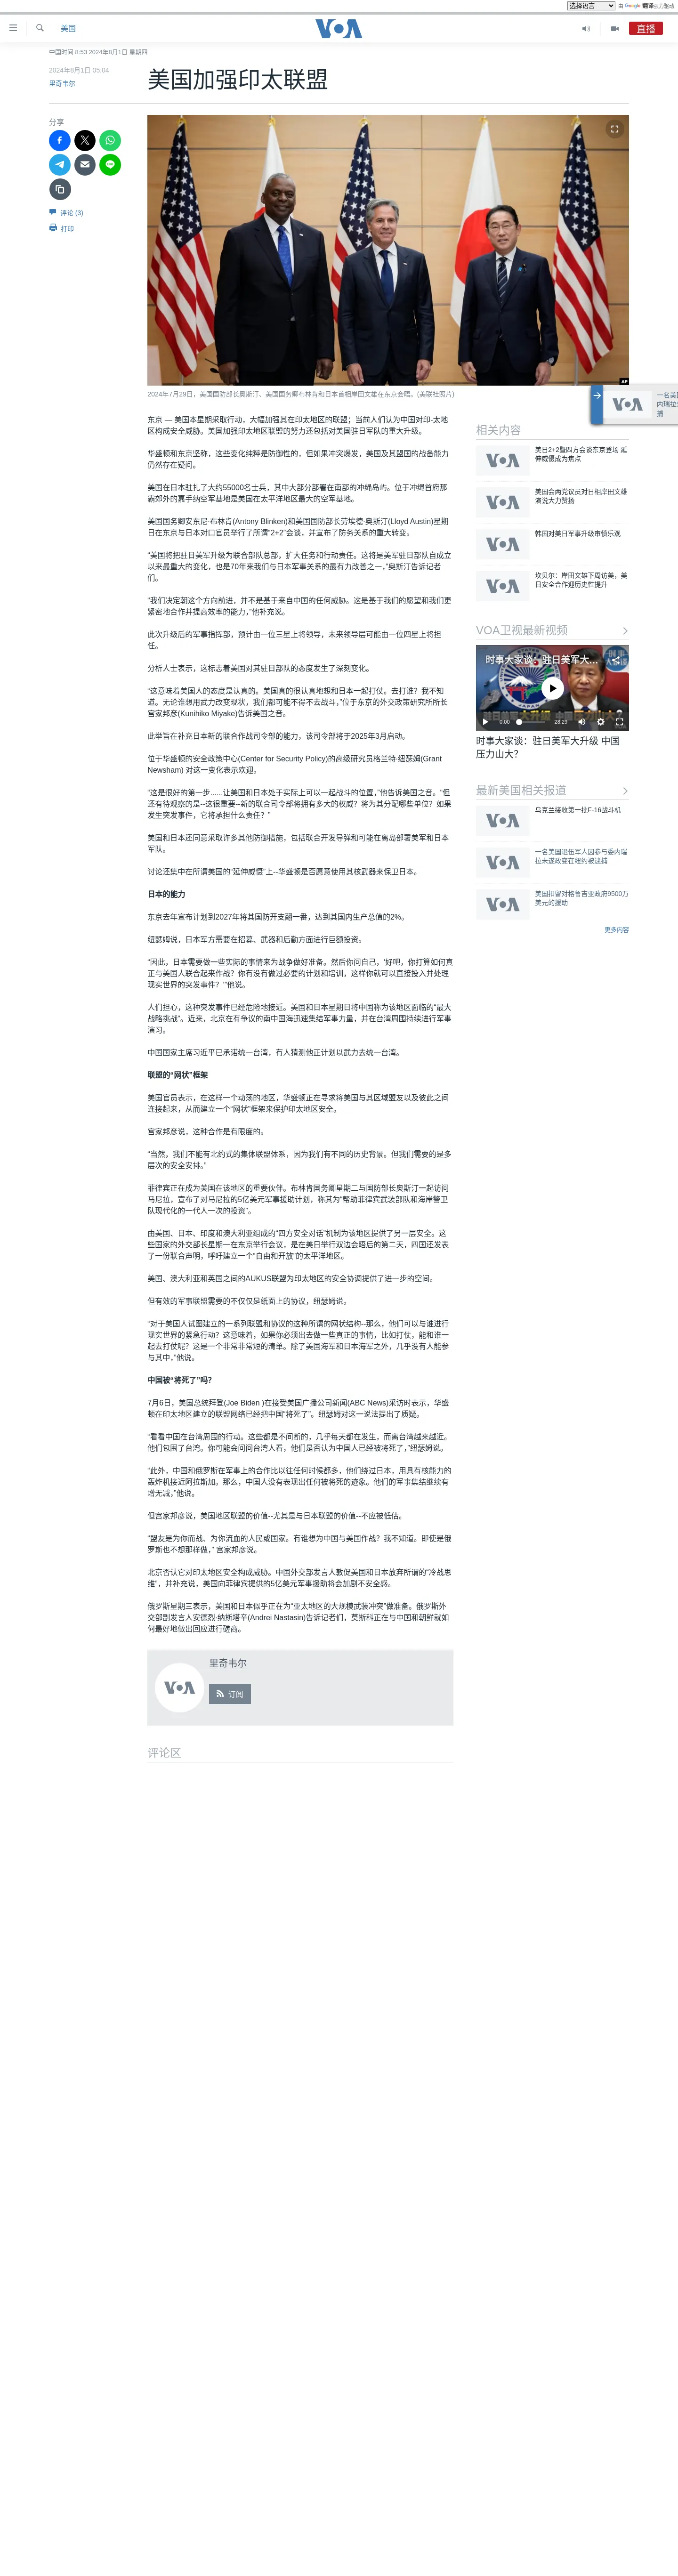 选择语言
由 Google 翻译强力驱动
美国
VOA
直播
中国时间 8:53 2024年8月1日 星期四
2024年8月1日 05:04
里奇韦尔
美国加强印太联盟
分享
评论 (3)
打印
AP
2024年7月29日，美国国防部长奥斯汀、美国国务卿布林肯和日本首相岸田文雄在东京会晤。(美联社照片)
东京 — 美国本星期采取行动，大幅加强其在印太地区的联盟；当前人们认为中国对印-太地
区构成安全威胁。美国加强印太地区联盟的努力还包括对美国驻日军队的重大升级。
华盛顿和东京坚称，这些变化纯粹是防御性的，但如果冲突爆发，美国及其盟国的战备能力
仍然存在疑问。
美国在日本驻扎了大约55000名士兵，其中大部分部署在南部的冲绳岛屿。位于冲绳首府那
霸郊外的嘉手纳空军基地是美国在太平洋地区最大的空军基地。
美国国务卿安东尼·布林肯(Antony Blinken)和美国国防部长劳埃德·奥斯汀(Lloyd Austin)星期
日在东京与日本对口官员举行了所谓“2+2”会谈，并宣布了防务关系的重大转变。
“美国将把驻日美军升级为联合部队总部，扩大任务和行动责任。这将是美军驻日部队自成立
以来最重大的变化，也是70年来我们与日本军事关系的最有力改善之一，”奥斯汀告诉记者
们。
“我们决定朝这个方向前进，并不是基于来自中国的任何威胁。这是基于我们的愿望和我们更
紧密地合作并提高效率的能力，”他补充说。
此次升级后的军事指挥部，预计由一位三星上将领导，未来领导层可能由一位四星上将担
任。
分析人士表示，这标志着美国对其驻日部队的态度发生了深刻变化。
“这意味着美国人的态度是认真的。美国真的很认真地想和日本一起打仗。去打谁？我不知
道。无论谁想用武力改变现状，我们都可能不得不去战斗，”位于东京的外交政策研究所所长
宫家邦彦(Kunihiko Miyake)告诉美国之音。
此举旨在补充日本新的联合作战司令部的能力，该司令部将于2025年3月启动。
位于华盛顿的安全政策中心(Center for Security Policy)的高级研究员格兰特·纽瑟姆(Grant
Newsham) 对这一变化表示欢迎。
“这是很好的第一步......让美国和日本处于实际上可以一起战斗的位置，”他告诉美国之音。“但
还有待观察的是--这很重要--新的联合司令部将拥有多大的权威？将为其分配哪些单位？如果
发生突发事件，它将承担什么责任？”
美国和日本还同意采取许多其他防御措施，包括联合开发导弹和可能在离岛部署美军和日本
军队。
讨论还集中在所谓美国的“延伸威慑”上--华盛顿是否愿意使用其核武器来保卫日本。
日本的能力
东京去年宣布计划到2027年将其国防开支翻一番，达到其国内生产总值的2%。
纽瑟姆说，日本军方需要在招募、武器和后勤方面进行巨额投资。
“因此，日本需要做一些实际的事情来为战争做好准备。然后你问自己，‘好吧，你打算如何真
正与美国人联合起来作战？你有没有做过必要的计划和培训，这样你就可以直接投入并处理
现实世界的突发事件？’”他说。
人们担心，这种突发事件已经危险地接近。美国和日本星期日将中国称为该地区面临的“最大
战略挑战”。近来，北京在有争议的南中国海迅速集结军事力量，并在台湾周围持续进行军事
演习。
中国国家主席习近平已承诺统一台湾，有人猜测他正计划以武力去统一台湾。
联盟的“网状”框架
美国官员表示，在这样一个动荡的地区，华盛顿正在寻求将美国与其区域盟友以及彼此之间
连接起来，从而建立一个“网状”框架来保护印太地区安全。
宫家邦彦说，这种合作是有限度的。
“当然，我们不能有北约式的集体联盟体系，因为我们有不同的历史背景。但我们需要的是多
层次的安全安排。”
菲律宾正在成为美国在该地区的重要伙伴。布林肯国务卿星期二与国防部长奥斯汀一起访问
马尼拉，宣布了对马尼拉的5亿美元军事援助计划，称其为“帮助菲律宾武装部队和海岸警卫
队现代化的一代人一次的投资”。
由美国、日本、印度和澳大利亚组成的“四方安全对话”机制为该地区提供了另一层安全。这
些国家的外交部长星期一在东京举行会议，是在美日举行双边会晤后的第二天，四国还发表
了一份联合声明，呼吁建立一个“自由和开放”的太平洋地区。
美国、澳大利亚和英国之间的AUKUS联盟为印太地区的安全协调提供了进一步的空间。
但有效的军事联盟需要的不仅仅是纸面上的协议，纽瑟姆说。
“对于美国人试图建立的一系列联盟和协议的这种所谓的网状结构--那么，他们可以与谁进行
现实世界的紧急行动？这意味着，如果你必须出去做一些真正的事情，比如打仗，能和谁一
起去打仗呢？这是一个非常非常短的清单。除了美国海军和日本海军之外，几乎没有人能参
与其中，”他说。
中国被“将死了”吗?
7月6日，美国总统拜登(Joe Biden )在接受美国广播公司新闻(ABC News)采访时表示，华盛
顿在印太地区建立的联盟网络已经把中国“将死了”。纽瑟姆对这一说法提出了质疑。
“看看中国在台湾周围的行动。这些都是不间断的，几乎每天都在发生，而离台湾越来越近。
他们包围了台湾。你可能会问问台湾人看，他们是否认为中国人已经被将死了，”纽瑟姆说。
“此外，中国和俄罗斯在军事上的合作比以往任何时候都多，他们绕过日本，用具有核能力的
轰炸机接近阿拉斯加。那么，中国人没有表现出任何被将死的迹象。他们的军事集结继续有
增无减，”他说。
但宫家邦彦说，美国地区联盟的价值--尤其是与日本联盟的价值--不应被低估。
“盟友是为你而战、为你流血的人民或国家。有谁想为中国与美国作战？我不知道。即使是俄
罗斯也不想那样做，” 宫家邦彦说。
北京否认它对印太地区安全构成威胁。中国外交部发言人敦促美国和日本放弃所谓的“冷战思
维”，并补充说，美国向菲律宾提供的5亿美元军事援助将会加剧不安全感。
俄罗斯星期三表示，美国和日本似乎正在为“亚太地区的大规模武装冲突”做准备。俄罗斯外
交部副发言人安德烈·纳斯塔辛(Andrei Nastasin)告诉记者们，莫斯科正在与中国和朝鲜就如
何最好地做出回应进行磋商。
里奇韦尔
VOA
订阅
评论区
相关内容
VOA
美日2+2暨四方会谈东京登场 延
伸威慑成为焦点
VOA
美国会两党议员对日相岸田文雄
演说大力赞扬
VOA
韩国对美日军事升级审慎乐观
VOA
坎贝尔：岸田文雄下周访美，美
日安全合作迎历史性提升
VOA卫视最新视频
时事大家谈：驻日美军大...
0:00
28:29
时事大家谈：驻日美军大升级 中国
压力山大？
最新美国相关报道
VOA
乌克兰接收第一批F-16战斗机
VOA
一名美国退伍军人因参与委内瑞
拉未遂政变在纽约被逮捕
VOA
美国扣留对格鲁吉亚政府9500万
美元的援助
更多内容
VOA
一名美
内瑞拉
捕